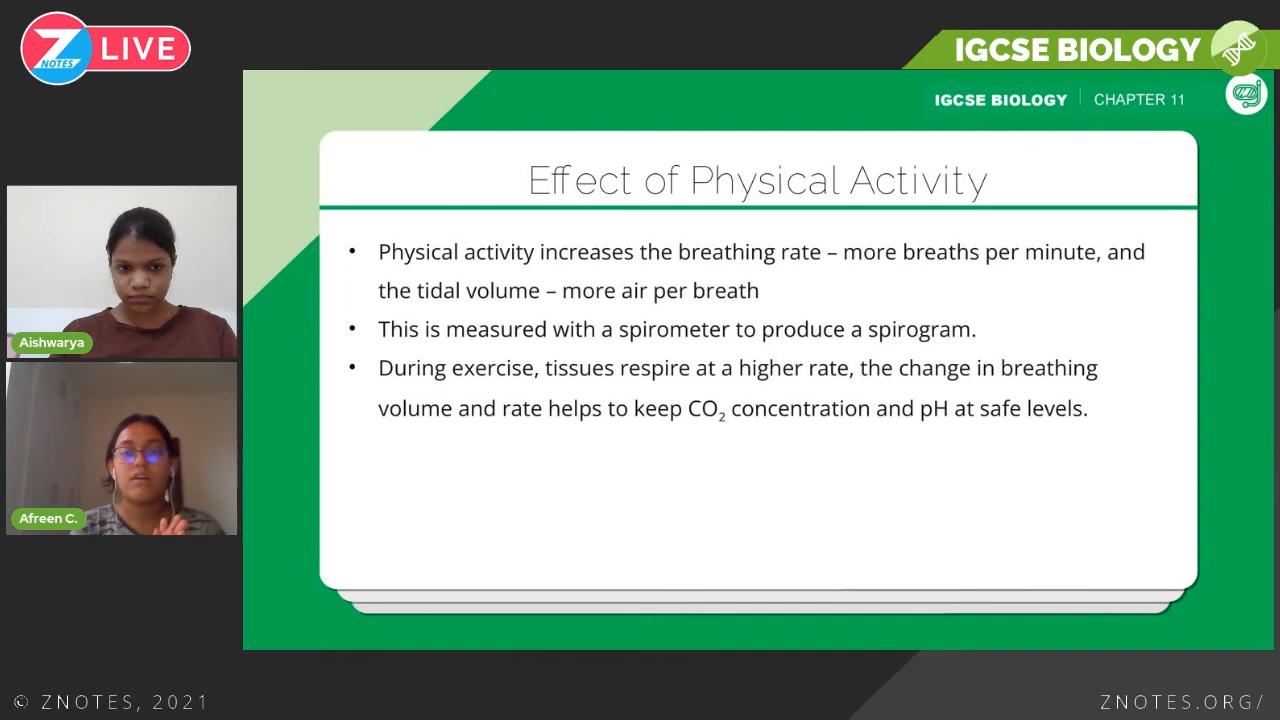 Z NOTES LIVE
IGCSE BIOLOGY
IGCSE BIOLOGY | CHAPTER 11
Effect of Physical Activity
• Physical activity increases the breathing rate – more breaths per minute, and
the tidal volume – more air per breath
• This is measured with a spirometer to produce a spirogram.
• During exercise, tissues respire at a higher rate, the change in breathing
volume and rate helps to keep CO₂ concentration and pH at safe levels.
Aishwarya
Afreen C.
© ZNOTES, 2021
ZNOTES.ORG/